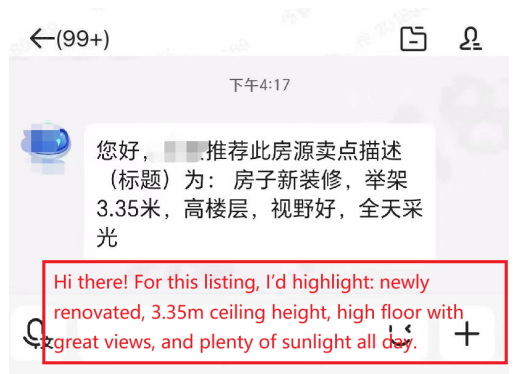 (99+)
下午4:17
您好，推荐此房源卖点描述
（标题）为： 房子新装修，举架
3.35米，高楼层，视野好，全天采
光
Hi there! For this listing, I’d highlight: newly
renovated, 3.35m ceiling height, high floor with
great views, and plenty of sunlight all day.